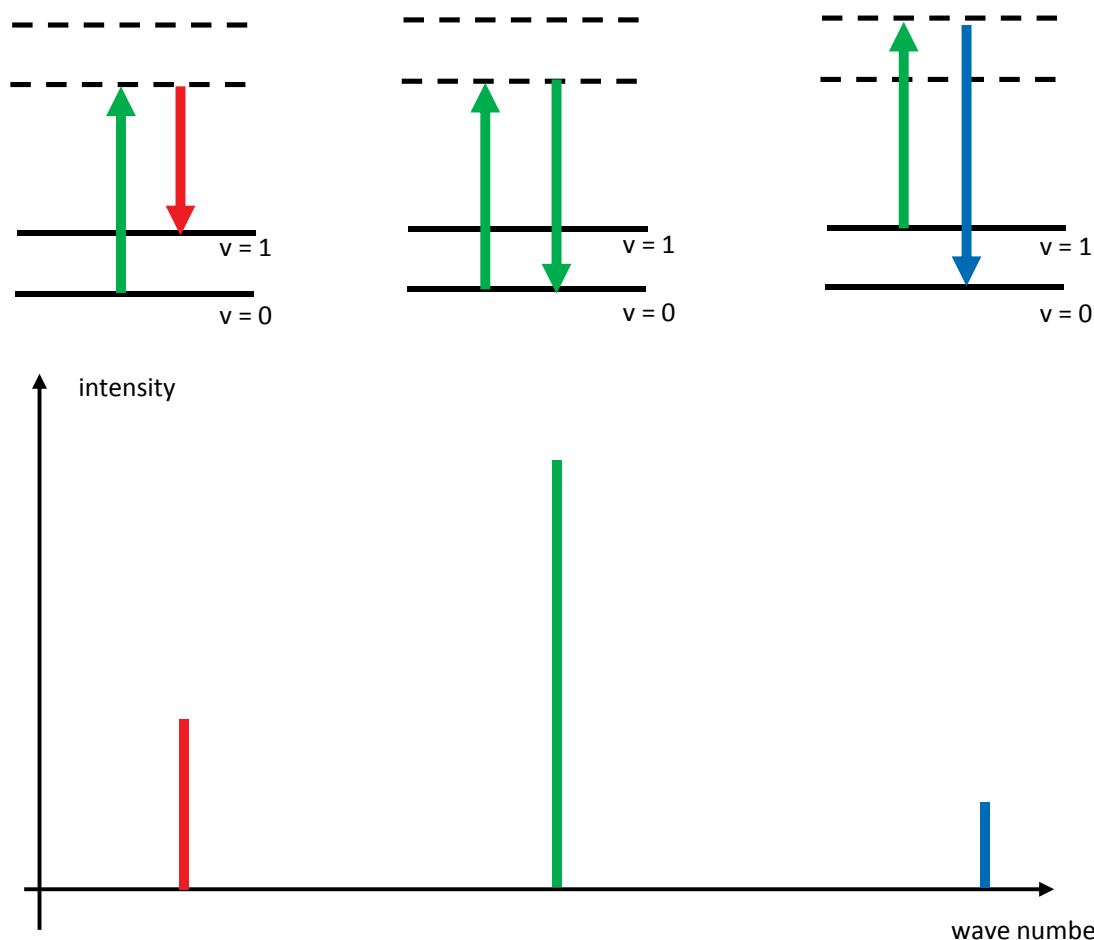 v = 1
v = 0
v = 1
v = 0
v = 1
v = 0
intensity
wave numbe